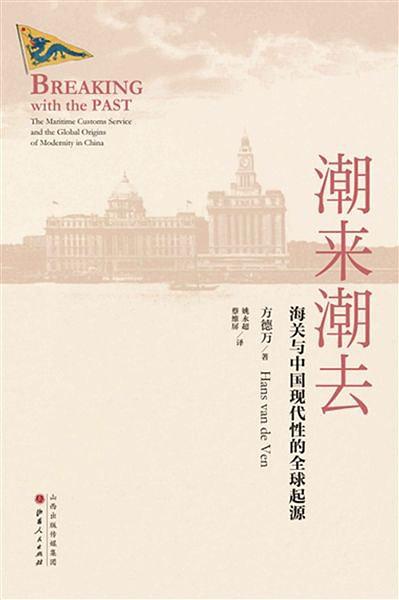 BREAKING
with the PAST
The Maritime Customs Service
and the Global Origins
of Modernity in China
潮来潮去
海关与中国现代性的全球起源
方德万/著
Hans van de Ven
姚永超
蔡维屏/译
山西出版传媒集团
山西人民出版社